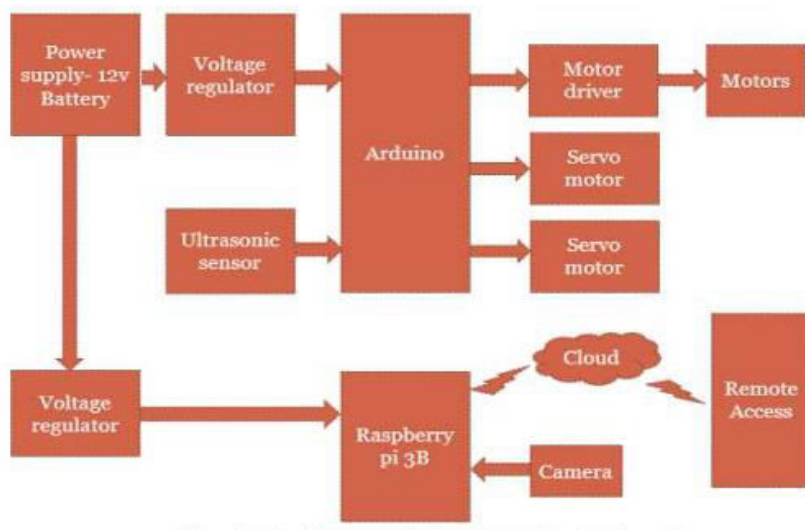 Power
supply- 12v
Battery
Voltage
regulator
Arduino
Motor
driver
Motors
Servo
motor
Ultrasonic
sensor
Servo
motor
Cloud
Remote
Access
Voltage
regulator
Raspberry
pi 3B
Camera